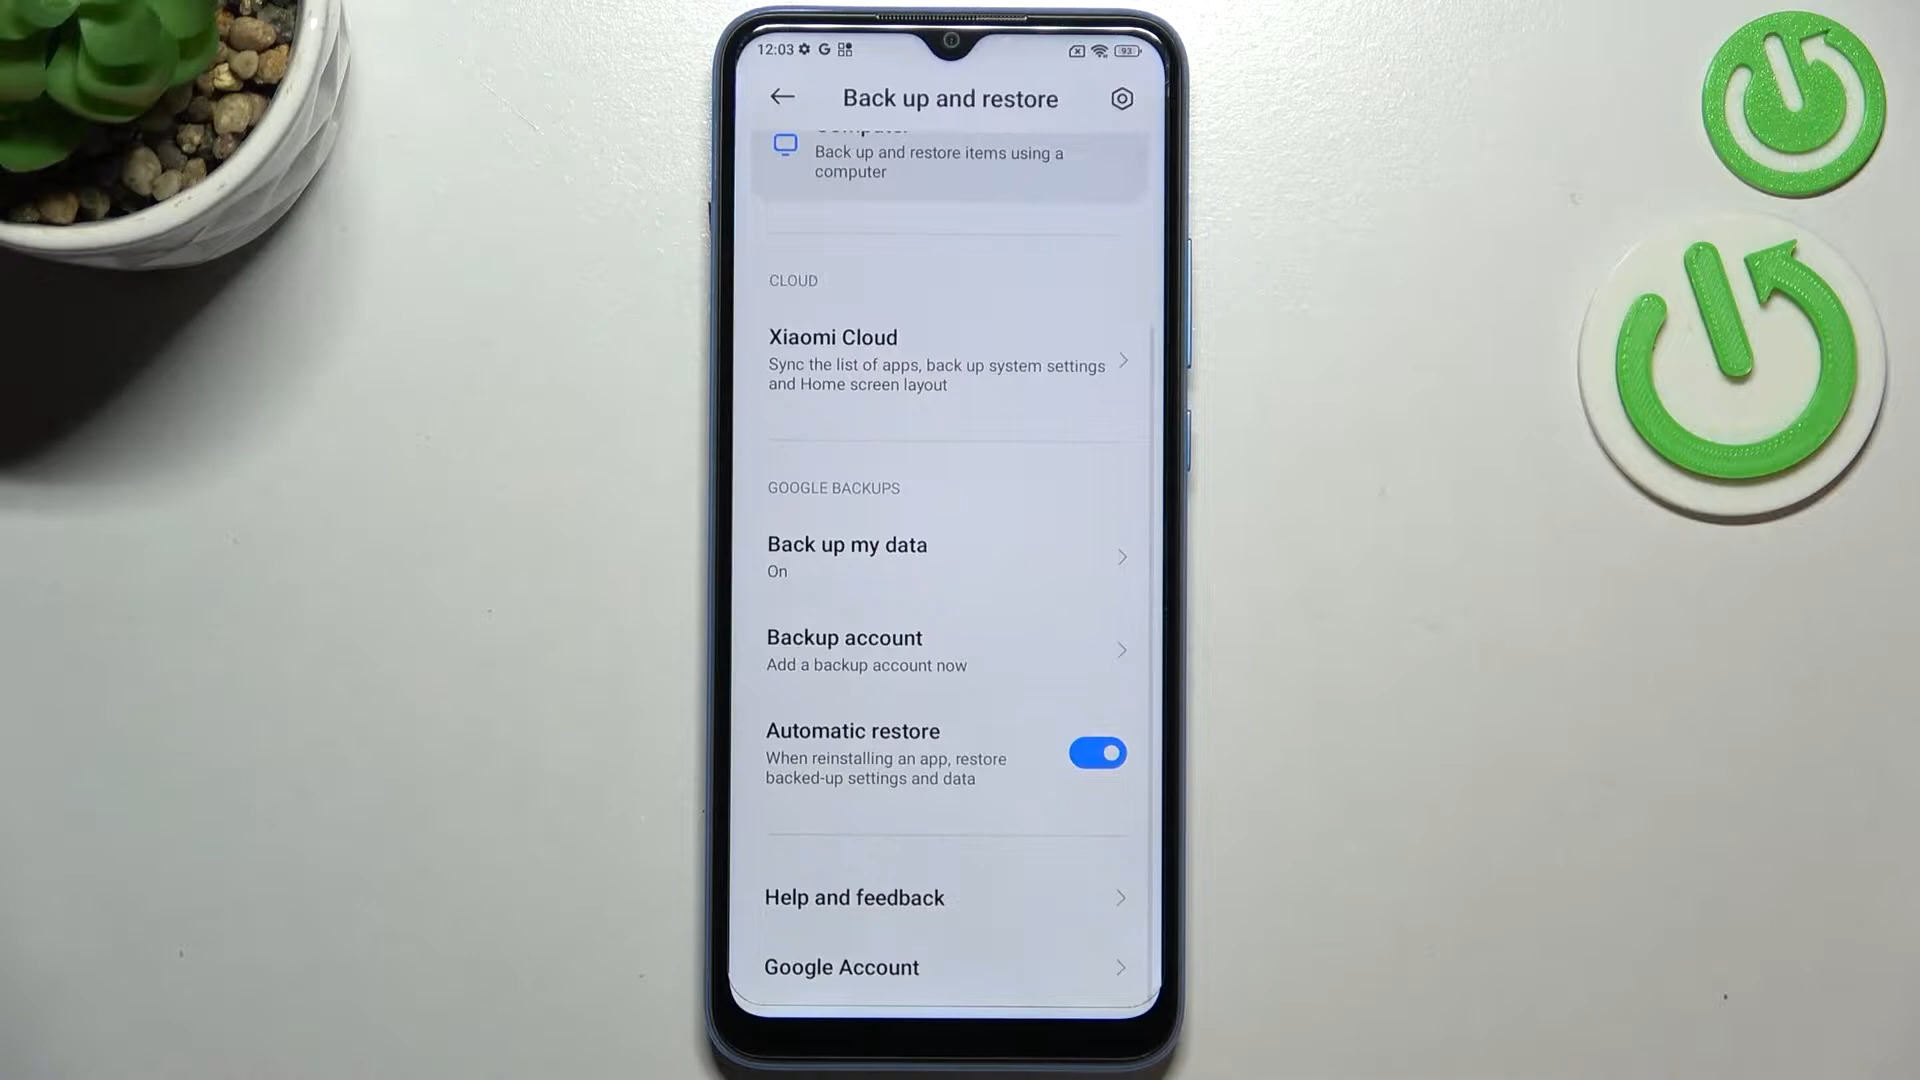 12:03 G 93
Back up and restore
Computer
Back up and restore items using a
computer
CLOUD
Xiaomi Cloud
Sync the list of apps, back up system settings
and Home screen layout
GOOGLE BACKUPS
Back up my data
On
Backup account
Add a backup account now
Automatic restore
When reinstalling an app, restore
backed-up settings and data
Help and feedback
Google Account